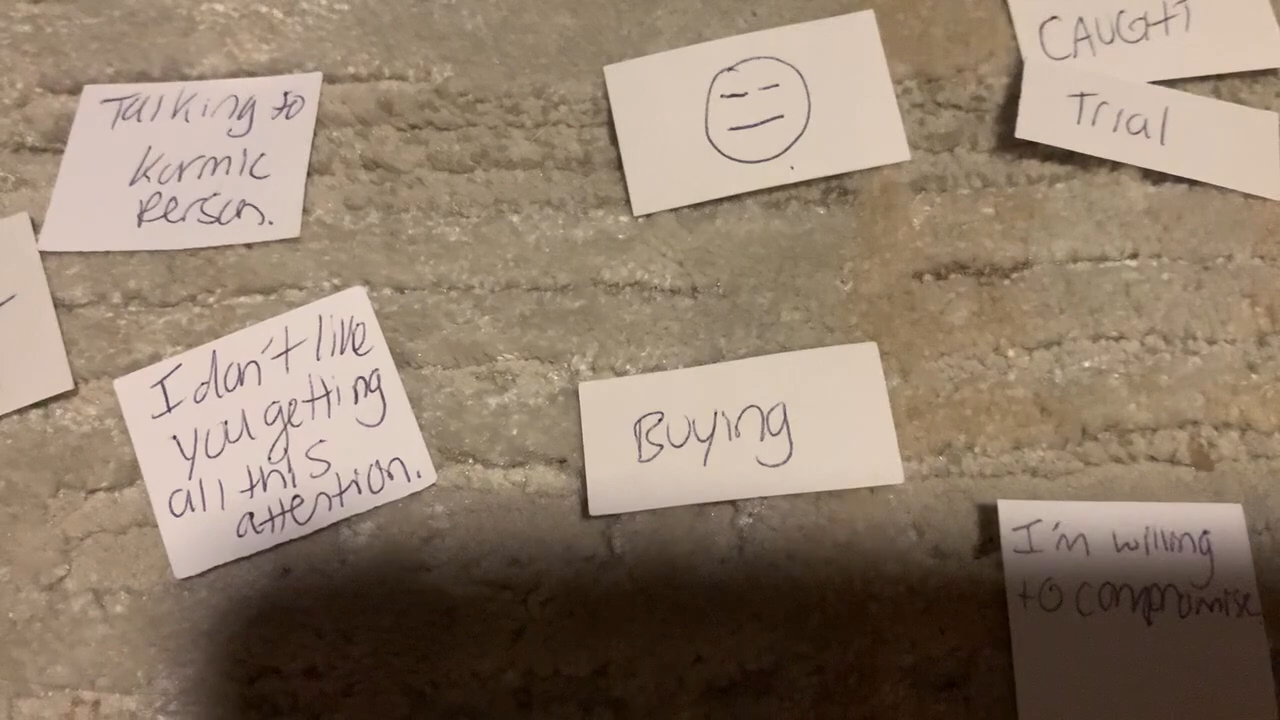 Talking to
Karmic
Person.
CAUGHT
Trial
I don't like
you getting
all this
attention.
Buying
I'm willing
to compromise